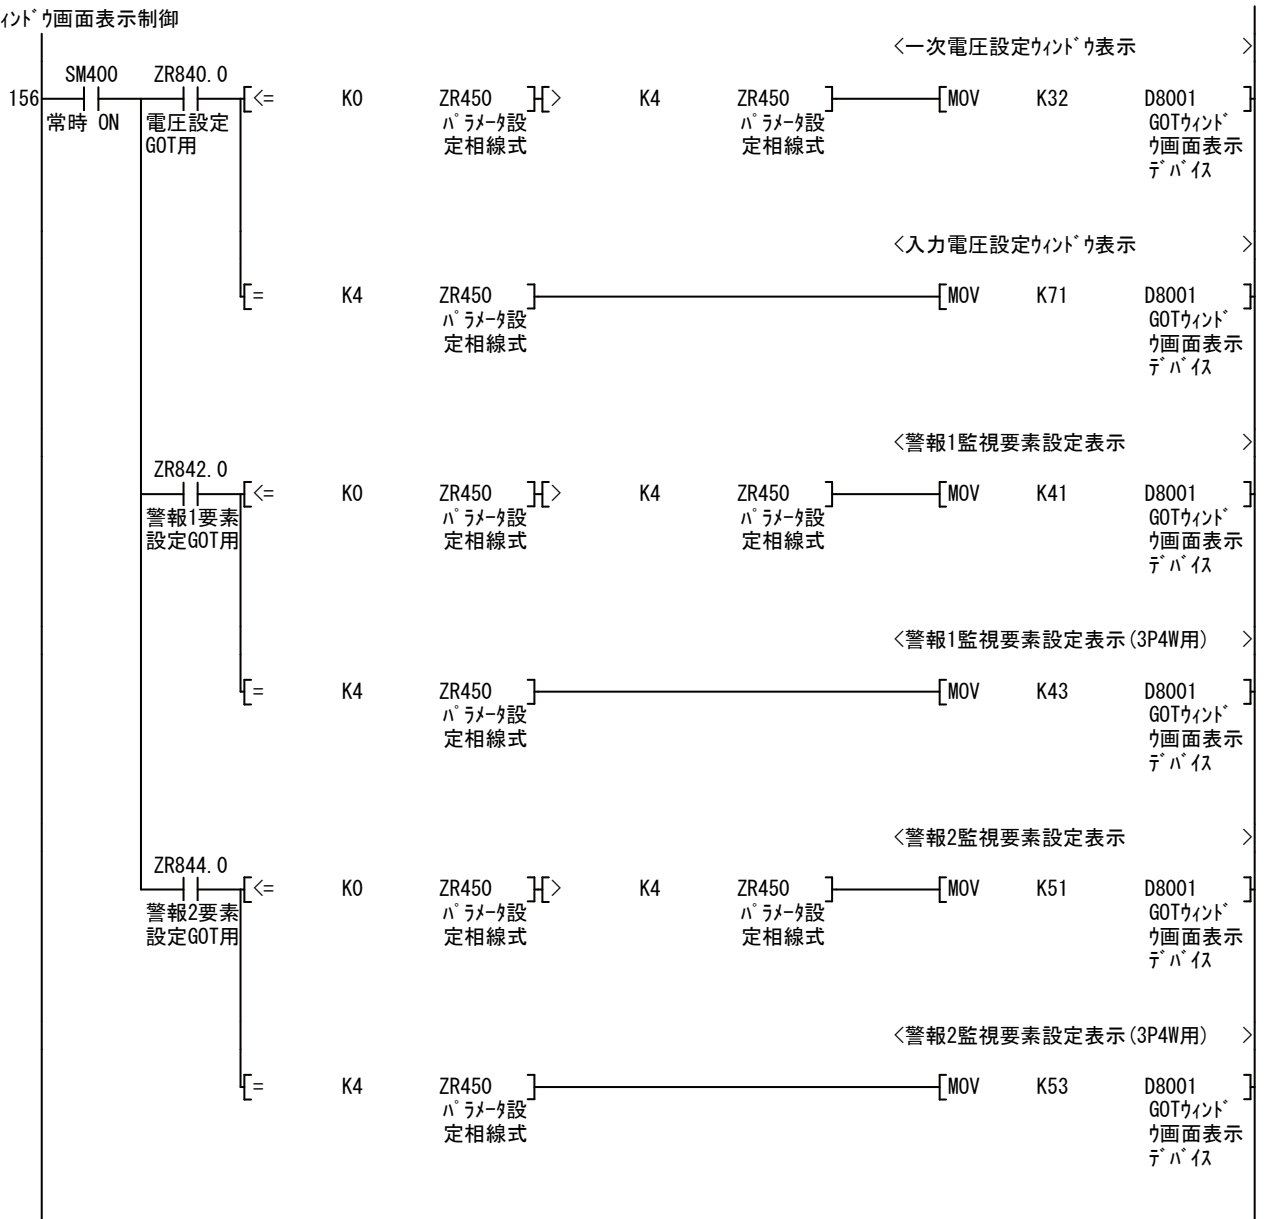 ｨﾝﾄﾞｳ画面表示制御
<一次電圧設定ｳｨﾝﾄﾞｳ表示 >
SM400 ZR840.0
156 [<= K0 ZR450 ] [> K4 ZR450 ] [MOV K32 D8001 ]
常時 ON 電圧設定 ﾊﾟﾗﾒｰﾀ設 ﾊﾟﾗﾒｰﾀ設 GOTｳｨﾝﾄﾞ
GOT用 定相線式 定相線式 ｳ画面表示
ﾃﾞﾊﾞｲｽ
<入力電圧設定ｳｨﾝﾄﾞｳ表示 >
[= K4 ZR450 ] [MOV K71 D8001 ]
ﾊﾟﾗﾒｰﾀ設 GOTｳｨﾝﾄﾞ
定相線式 ｳ画面表示
ﾃﾞﾊﾞｲｽ
<警報1監視要素設定表示 >
ZR842.0
[<= K0 ZR450 ] [> K4 ZR450 ] [MOV K41 D8001 ]
警報1要素 ﾊﾟﾗﾒｰﾀ設 ﾊﾟﾗﾒｰﾀ設 GOTｳｨﾝﾄﾞ
設定GOT用 定相線式 定相線式 ｳ画面表示
ﾃﾞﾊﾞｲｽ
<警報1監視要素設定表示(3P4W用) >
[= K4 ZR450 ] [MOV K43 D8001 ]
ﾊﾟﾗﾒｰﾀ設 GOTｳｨﾝﾄﾞ
定相線式 ｳ画面表示
ﾃﾞﾊﾞｲｽ
<警報2監視要素設定表示 >
ZR844.0
[<= K0 ZR450 ] [> K4 ZR450 ] [MOV K51 D8001 ]
警報2要素 ﾊﾟﾗﾒｰﾀ設 ﾊﾟﾗﾒｰﾀ設 GOTｳｨﾝﾄﾞ
設定GOT用 定相線式 定相線式 ｳ画面表示
ﾃﾞﾊﾞｲｽ
<警報2監視要素設定表示(3P4W用) >
[= K4 ZR450 ] [MOV K53 D8001 ]
ﾊﾟﾗﾒｰﾀ設 GOTｳｨﾝﾄﾞ
定相線式 ｳ画面表示
ﾃﾞﾊﾞｲｽ